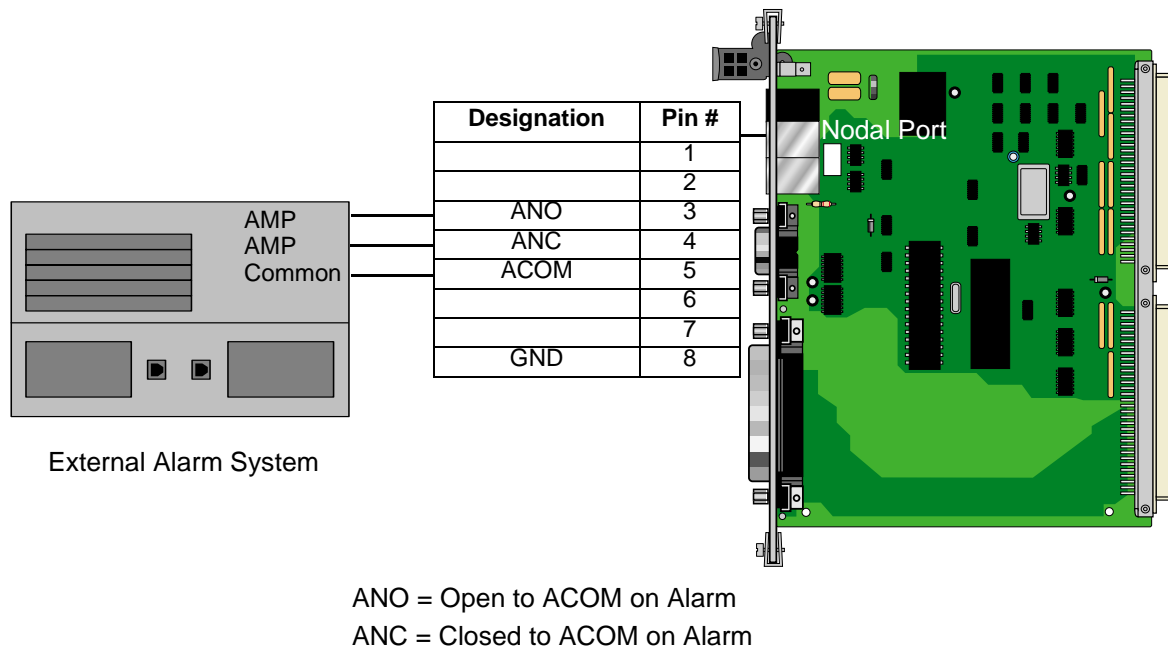 Designation Pin #
1
2
ANO 3
ANC 4
ACOM 5
6
7
GND 8
Nodal Port
AMP
AMP
Common
External Alarm System
ANO = Open to ACOM on Alarm
ANC = Closed to ACOM on Alarm